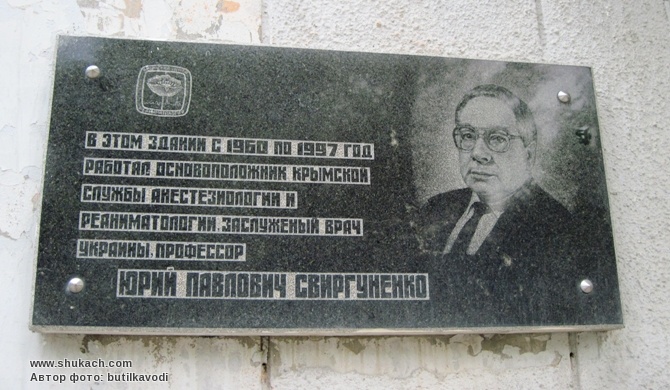 В ЭТОМ ЗДАНИИ С 1960 ПО 1997 ГОД
РАБОТАЛ ОСНОВОПОЛОЖНИК КРЫМСКОЙ
СЛУЖБЫ АНЕСТЕЗИОЛОГИИ И
РЕАНИМАТОЛОГИИ, ЗАСЛУЖЕНЫЙ ВРАЧ
УКРАИНЫ, ПРОФЕССОР
ЮРИЙ ПАВЛОВИЧ СВИРГУНЕНКО
www.shukach.com
Автор фото: butilkavodi